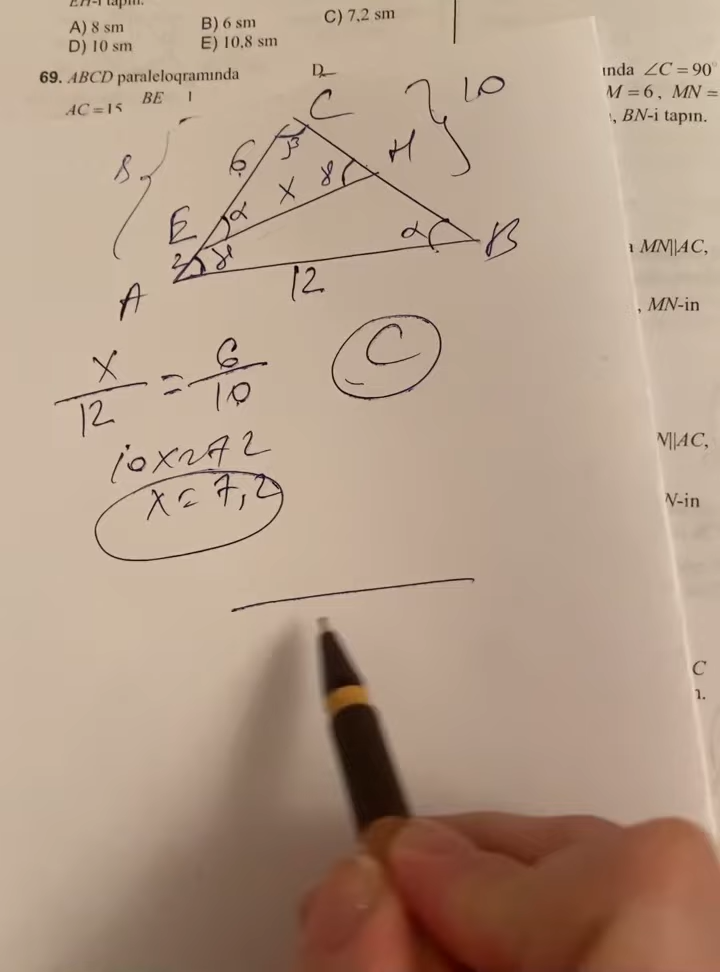 A) 8 sm
B) 6 sm
C) 7,2 sm
D) 10 sm
E) 10,8 sm
69. ABCD paraleloqramında
AC = 15
BE 1
D
ında ∠C = 90°
M = 6, MN =
, BN-i tapın.
MN||AC,
, MN-in
N||AC,
N-in
C
C
10
6
β
H
8
γ
x
α
E
2
γ
α
B
A
12
x/12 = 6/10
C
10x=72
x = 7,2